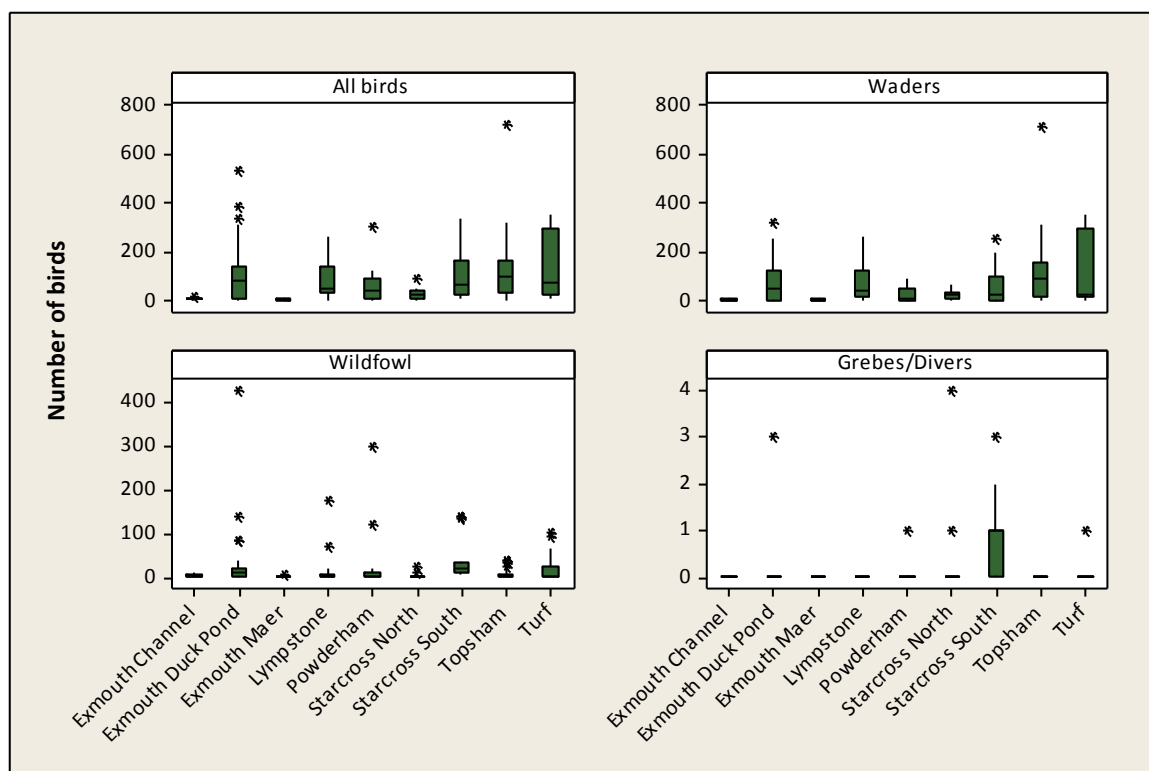 Number of birds
All birds
800
600
400
200
0
Waders
800
600
400
200
0
Wildfowl
400
300
200
100
0
Exmouth Channel
Exmouth Duck Pond
Exmouth Maer
Lympstone
Powderham
Starcross North
Starcross South
Topsham
Turf
Grebes/Divers
4
3
2
1
0
Exmouth Channel
Exmouth Duck Pond
Exmouth Maer
Lympstone
Powderham
Starcross North
Starcross South
Topsham
Turf